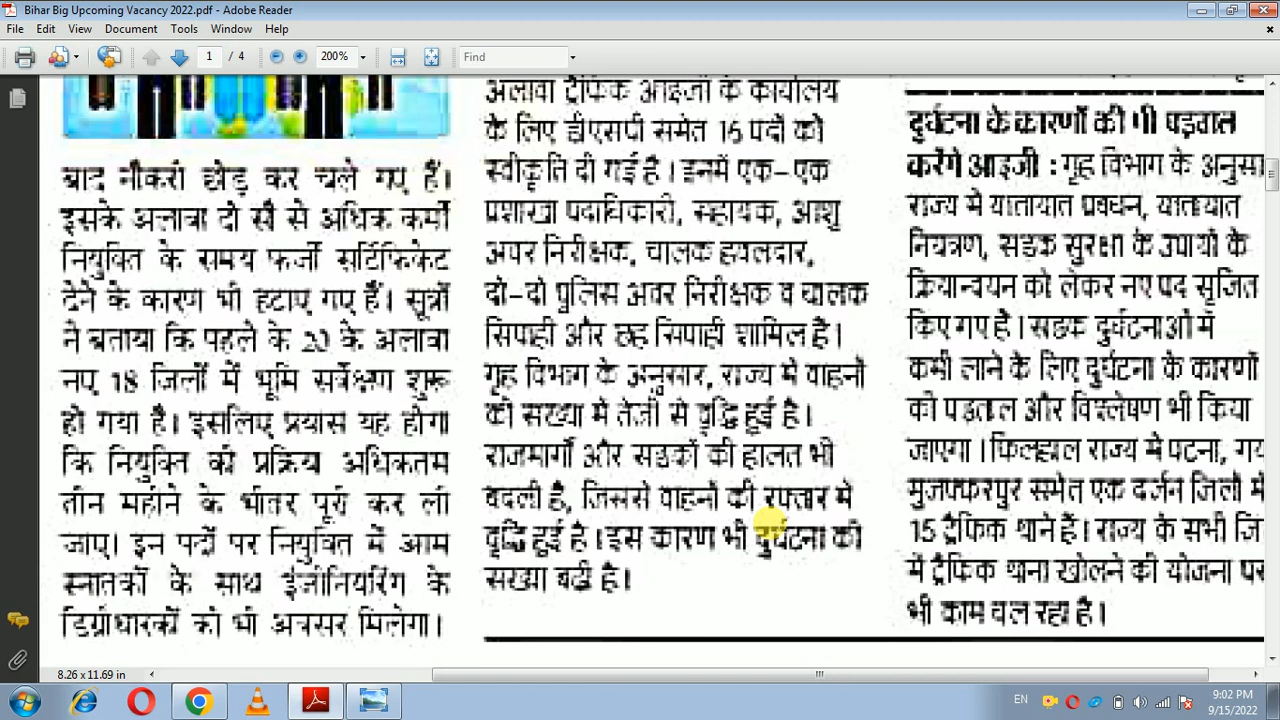 Bihar Big Upcoming Vacancy 2022.pdf - Adobe Reader
File Edit View Document Tools Window Help
1 / 4 200% Find
बाद नौकरी छोड़ कर चले गए हैं।
इसके अलावा दो सौ से अधिक कर्मी
नियुक्ति के समय फर्जी सर्टिफिकेट
देने के कारण भी हटाए गए हैं। सूत्रों
ने बताया कि पहले के 20 के अलावा
नए 18 जिलों में भूमि सर्वेक्षण शुरू
हो गया है। इसलिए प्रयास यह होगा
कि नियुक्ति की प्रक्रिय अधिकतम
तीन महीने के भीतर पूरी कर ली
जाए। इन पदों पर नियुक्ति में आम
स्नातकों के साथ इंजीनियरिंग के
डिग्रीधारकों को भी अवसर मिलेगा।
अलावा ट्रैफिक आइजी के कार्यालय
के लिए डीएसपी समेत 16 पदों को
स्वीकृति दी गई है। इनमें एक-एक
प्रशाखा पदाधिकारी, सहायक, आशु
अवर निरीक्षक, चालक हवलदार,
दो-दो पुलिस अवर निरीक्षक व चालक
सिपाही और छह सिपाही शामिल हैं।
गृह विभाग के अनुसार, राज्य में वाहनों
की संख्या में तेजी से वृद्धि हुई है।
राजमार्गों और सड़कों की हालत भी
बदली है, जिससे वाहनों की रफ्तार में
वृद्धि हुई है। इस कारण भी दुर्घटना की
संख्या बढ़ी है।
दुर्घटना के कारणों की भी पड़ताल
करेंगे आइजी : गृह विभाग के अनुसा
राज्य में यातायात प्रबंधन, यातायात
नियंत्रण, सड़क सुरक्षा के उपायों के
क्रियान्वयन को लेकर नए पद सृजित
किए गए हैं। सड़क दुर्घटनाओं में
कमी लाने के लिए दुर्घटना के कारणों
की पड़ताल और विश्लेषण भी किया
जाएगा। फिलहाल राज्य में पटना, गय
मुजफ्फरपुर समेत एक दर्जन जिलों में
15 ट्रैफिक थाने हैं। राज्य के सभी जि
में ट्रैफिक थाना खोलने की योजना पर
भी काम चल रहा है।
8.26 x 11.69 in
EN
9:02 PM
9/15/2022